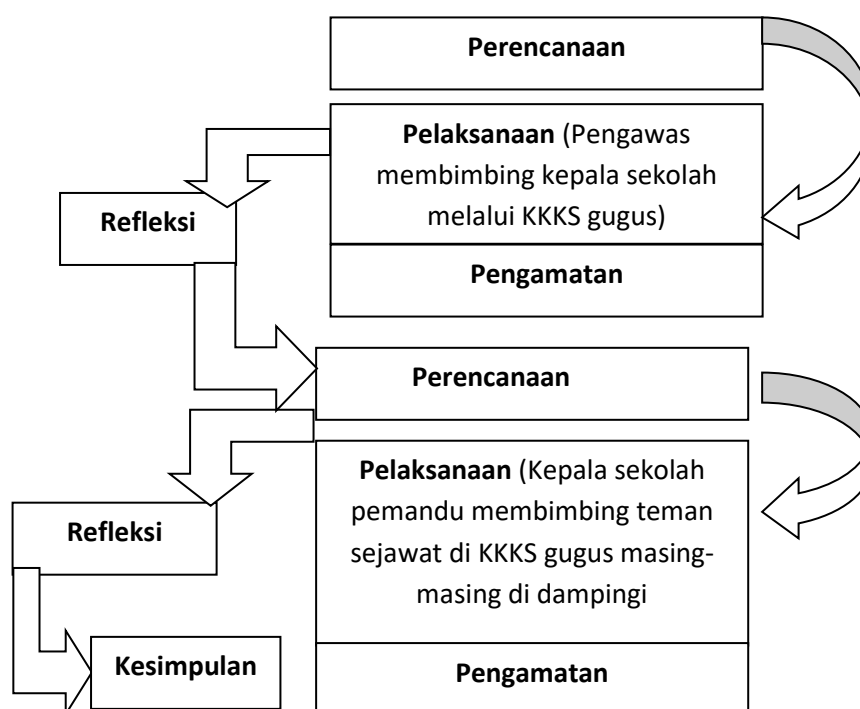 Perencanaan
Pelaksanaan (Pengawas
membimbing kepala sekolah
melalui KKKS gugus)
Refleksi
Pengamatan
Perencanaan
Pelaksanaan (Kepala sekolah
pemandu membimbing teman
sejawat di KKKS gugus masing-
masing di dampingi
Refleksi
Kesimpulan
Pengamatan